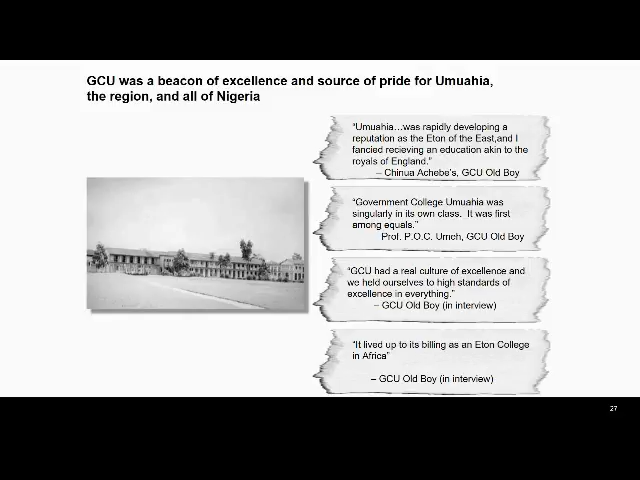 GCU was a beacon of excellence and source of pride for Umuahia,
the region, and all of Nigeria
“Umuahia…was rapidly developing a
reputation as the Eton of the East,and I
fancied recieving an education akin to the
royals of England.”
– Chinua Achebe’s, GCU Old Boy
“Government College Umuahia was
singularly in its own class. It was first
among equals.”
Prof. P.O.C. Umeh, GCU Old Boy
“GCU had a real culture of excellence and
we held ourselves to high standards of
excellence in everything.”
– GCU Old Boy (in interview)
“It lived up to its billing as an Eton College
in Africa”
– GCU Old Boy (in interview)
27